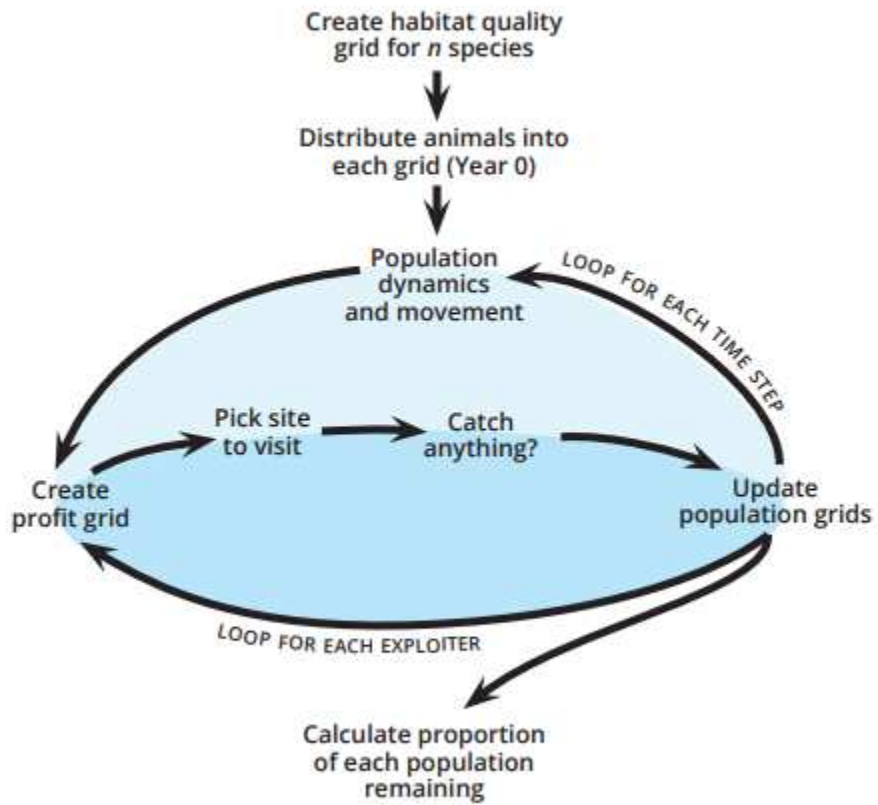 Create habitat quality
grid for n species
Distribute animals into
each grid (Year 0)
Population
dynamics
and movement
LOOP FOR EACH TIME STEP
Pick site
to visit
Catch
anything?
Create
profit grid
Update
population grids
LOOP FOR EACH EXPLOITER
Calculate proportion
of each population
remaining